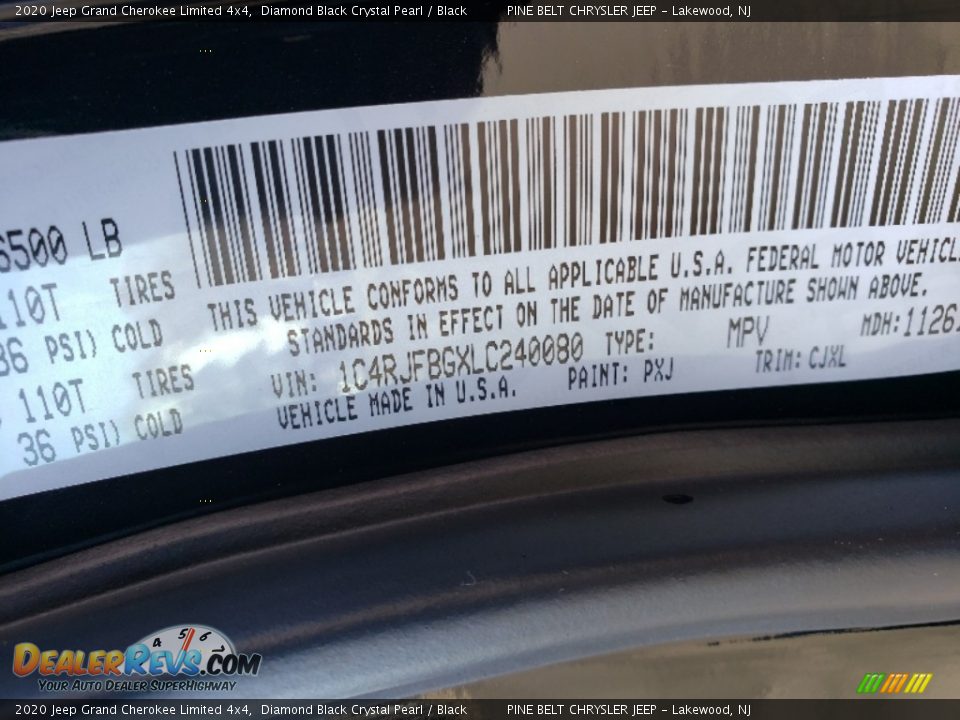 2020 Jeep Grand Cherokee Limited 4x4, Diamond Black Crystal Pearl / Black PINE BELT CHRYSLER JEEP - Lakewood, NJ
6500 LB
110T TIRES
36 PSI) COLD
110T TIRES
36 PSI) COLD
THIS VEHICLE CONFORMS TO ALL APPLICABLE U.S.A. FEDERAL MOTOR VEHICL
STANDARDS IN EFFECT ON THE DATE OF MANUFACTURE SHOWN ABOVE.
VIN: 1C4RJFBGXLC240080 TYPE: MPV MDH:11261
VEHICLE MADE IN U.S.A. PAINT: PXJ TRIM: CJXL
4 5 6
DEALERREVS.COM
YOUR AUTO DEALER SUPERHIGHWAY
2020 Jeep Grand Cherokee Limited 4x4, Diamond Black Crystal Pearl / Black PINE BELT CHRYSLER JEEP - Lakewood, NJ